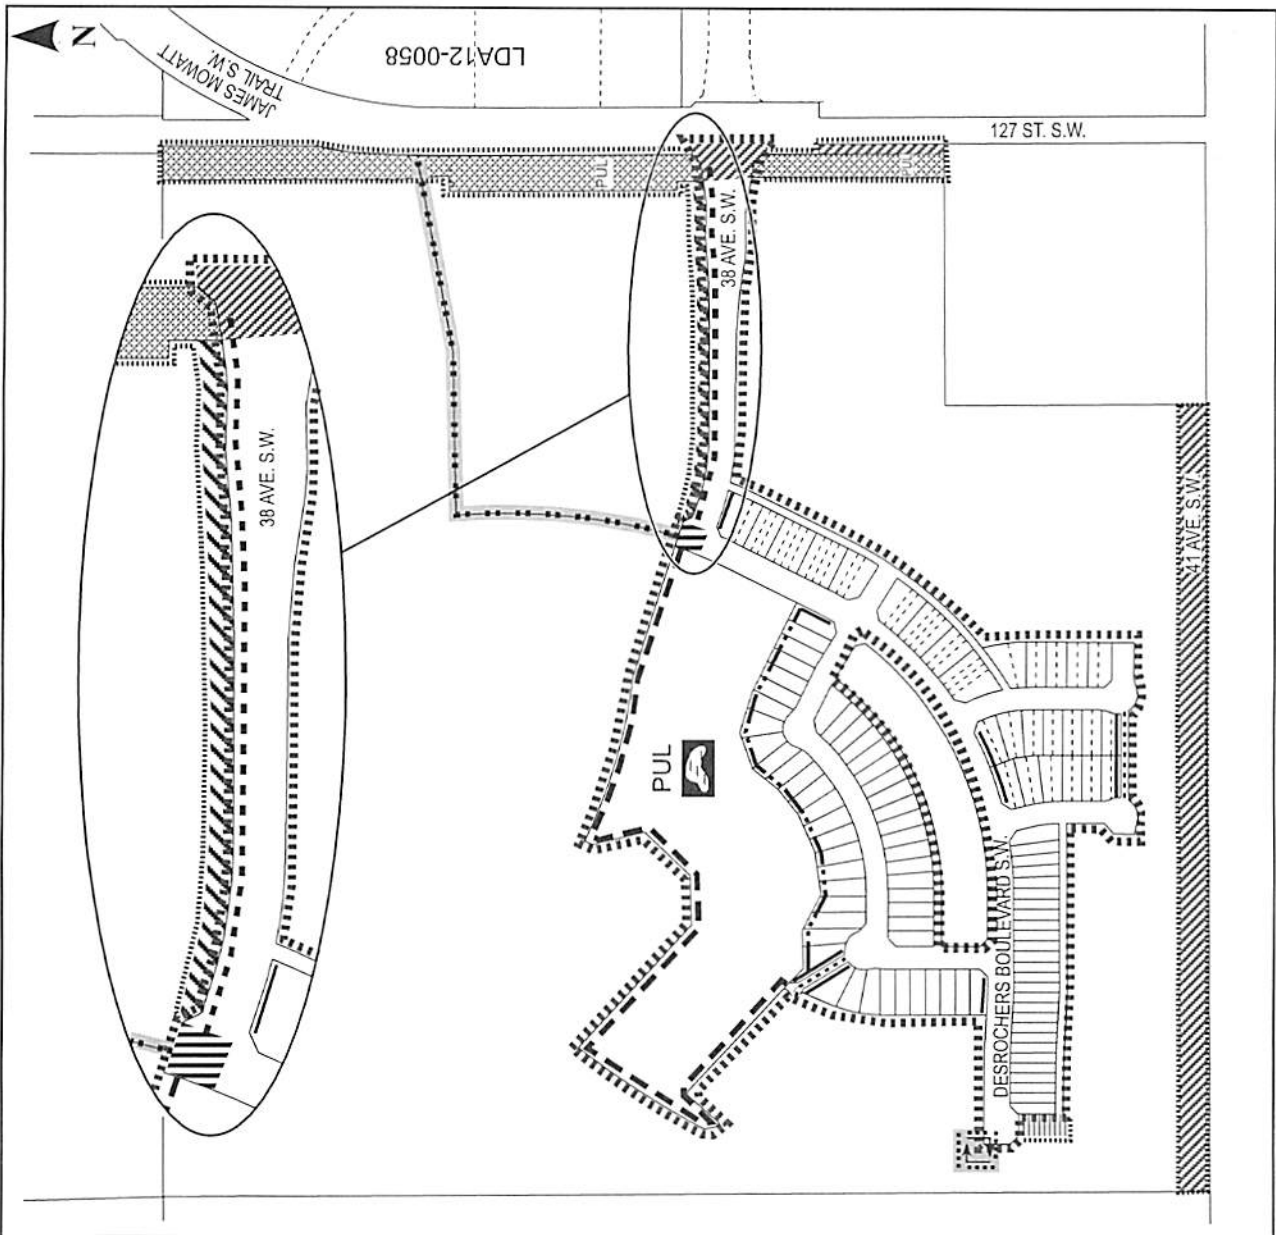 N
JAMES MOWATT
TRAIL S.W.
LDA12-0058
127 ST. S.W.
PUL
PUL
38 AVE. S.W.
38 AVE. S.W.
41 AVE. S.W.
PUL
DESROCHERS BOULEVARD S.W.